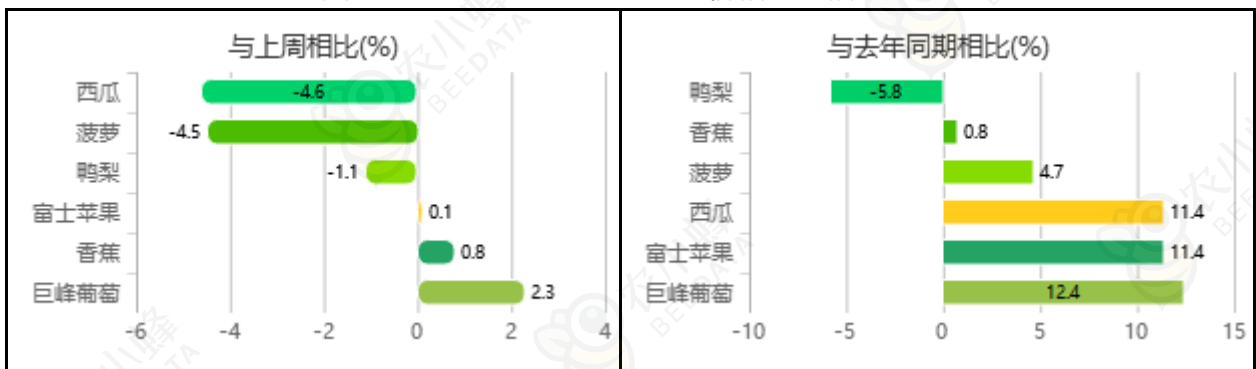 与上周相比(%)
西瓜 -4.6
菠萝 -4.5
鸭梨 -1.1
富士苹果 0.1
香蕉 0.8
巨峰葡萄 2.3
-6 -4 -2 0 2 4
与去年同期相比(%)
鸭梨 -5.8
香蕉 0.8
菠萝 4.7
西瓜 11.4
富士苹果 11.4
巨峰葡萄 12.4
-10 -5 0 5 10 15
农小蜂
BEEDATA